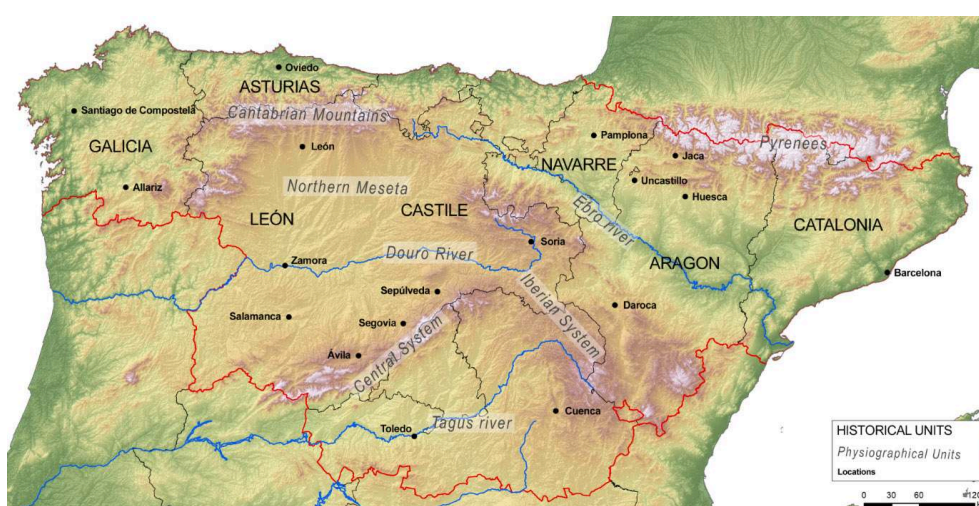 Oviedo
ASTURIAS
Santiago de Compostela
Cantabrian Mountains
GALICIA
León
Pamplona
Pyrenees
NAVARRE
Jaca
Allariz
Northern Meseta
Uncastillo
Huesca
LEÓN
CASTILE
Ebro river
CATALONIA
Soria
Douro River
Zamora
ARAGON
Barcelona
Sepúlveda
Iberian System
Daroca
Salamanca
Segovia
Central System
Ávila
Cuenca
Tagus river
Toledo
HISTORICAL UNITS
Physiographical Units
Locations
0 30 60 120